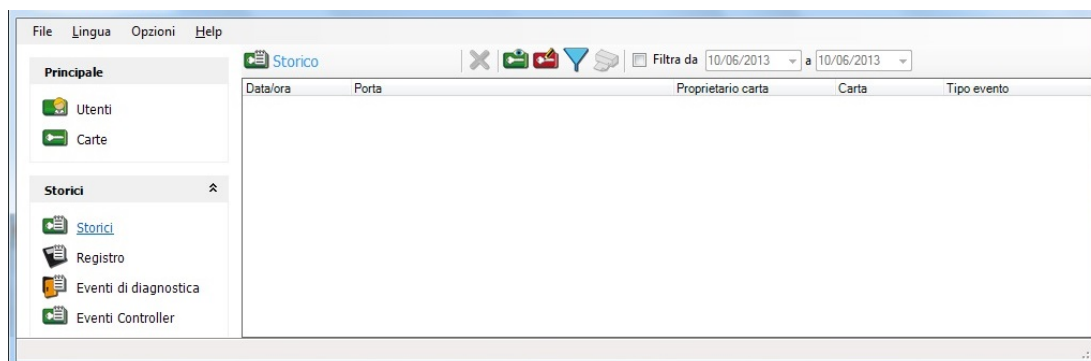 File Lingua Opzioni Help
Principale
Utenti
Carte
Storici
Storici
Registro
Eventi di diagnostica
Eventi Controller
Storico Filtra da 10/06/2013 a 10/06/2013
Data/ora Porta Proprietario carta Carta Tipo evento